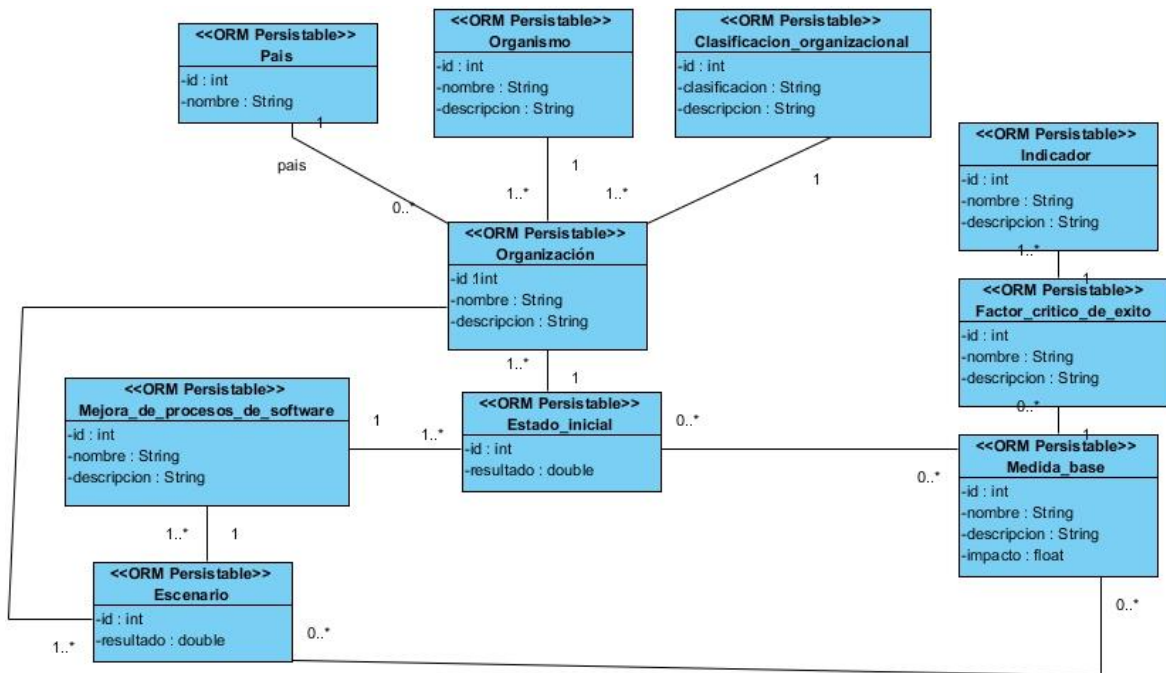 <<ORM Persistable>>
Pais
-id : int
-nombre : String
<<ORM Persistable>>
Organismo
-id : int
-nombre : String
-descripcion : String
<<ORM Persistable>>
Clasificacion_organizacional
-id : int
-clasificacion : String
-descripcion : String
1
pais
0..*
1
1..*
1..*
1
<<ORM Persistable>>
Indicador
-id : int
-nombre : String
-descripcion : String
1..*
1
<<ORM Persistable>>
Organización
-id : int
1
-nombre : String
-descripcion : String
<<ORM Persistable>>
Factor_critico_de_exito
-id : int
-nombre : String
-descripcion : String
0..*
1
1..*
1
<<ORM Persistable>>
Mejora_de_procesos_de_software
-id : int
-nombre : String
-descripcion : String
1
1..*
<<ORM Persistable>>
Estado_inicial
-id : int
-resultado : double
0..*
0..*
<<ORM Persistable>>
Medida_base
-id : int
-nombre : String
-descripcion : String
-impacto : float
1..*
1
<<ORM Persistable>>
Escenario
-id : int
-resultado : double
1..*
0..*
0..*